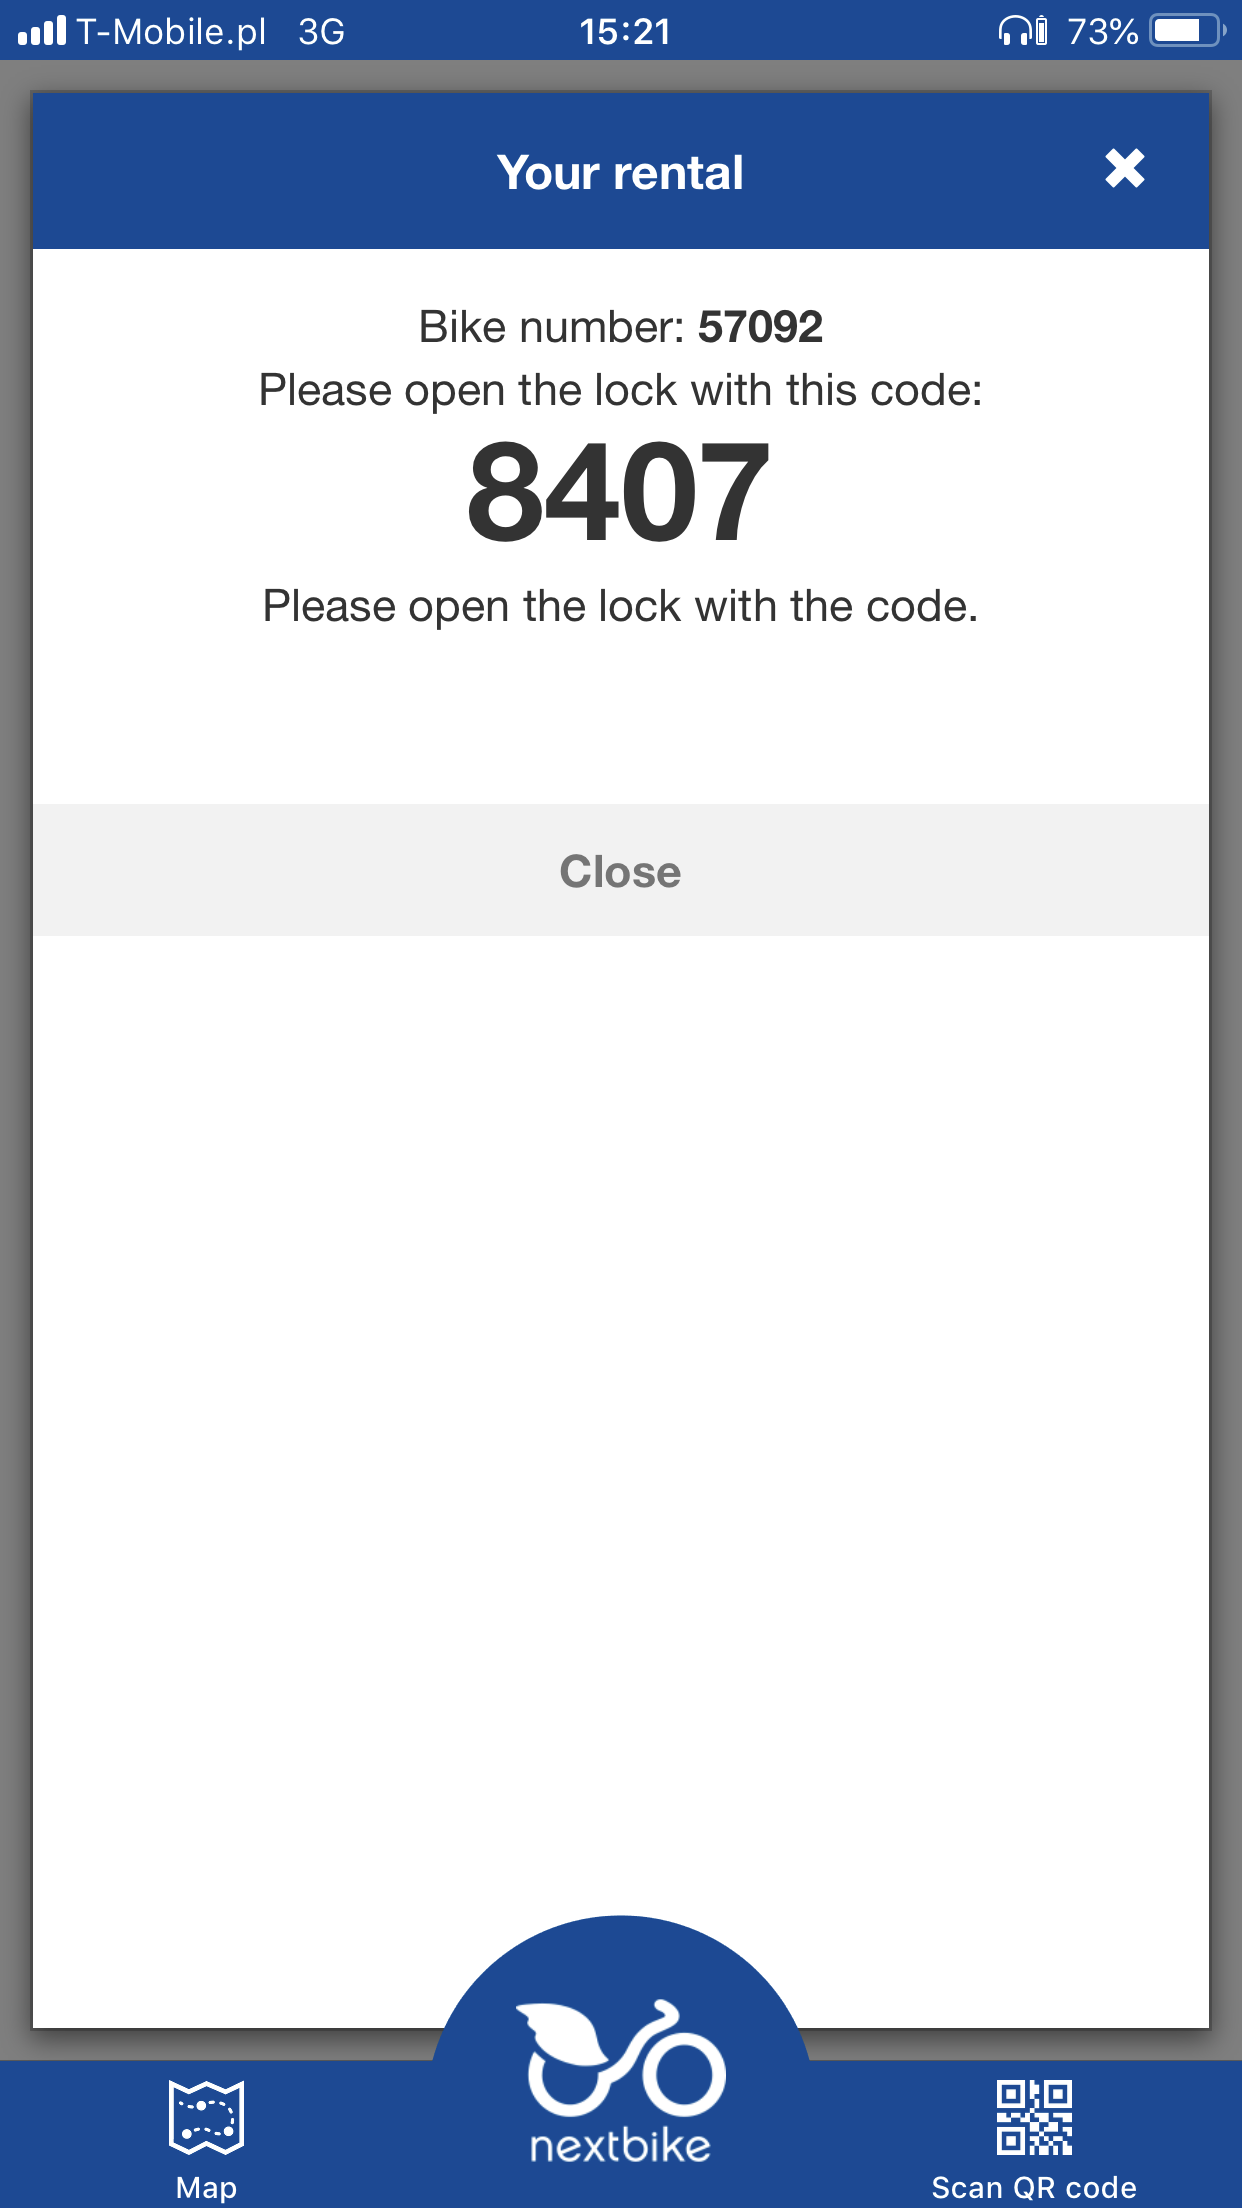 T-Mobile.pl 3G 15:21 73%
Your rental
Bike number: 57092
Please open the lock with this code:
8407
Please open the lock with the code.
Close
nextbike
Map
Scan QR code